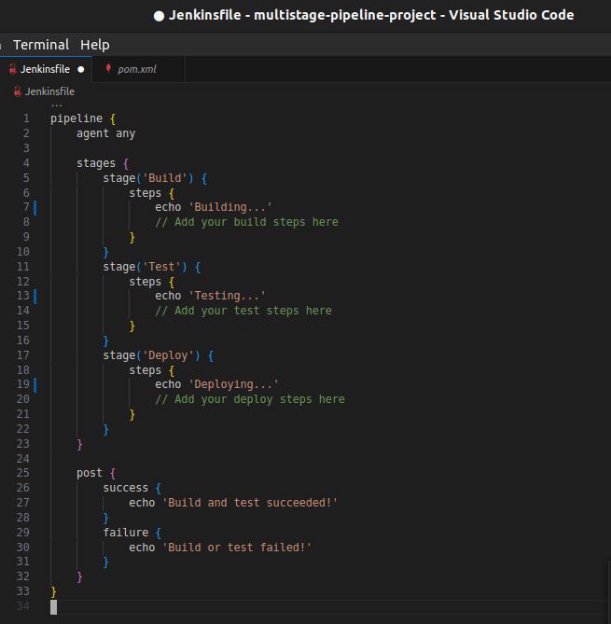 ● Jenkinsfile - multistage-pipeline-project - Visual Studio Code
Terminal Help
Jenkinsfile ● pom.xml
Jenkinsfile
...
1 pipeline {
2     agent any
3
4     stages {
5         stage('Build') {
6             steps {
7                 echo 'Building...'
8                 // Add your build steps here
9             }
10         }
11         stage('Test') {
12             steps {
13                 echo 'Testing...'
14                 // Add your test steps here
15             }
16         }
17         stage('Deploy') {
18             steps {
19                 echo 'Deploying...'
20                 // Add your deploy steps here
21             }
22         }
23     }
24
25     post {
26         success {
27             echo 'Build and test succeeded!'
28         }
29         failure {
30             echo 'Build or test failed!'
31         }
32     }
33 }
34